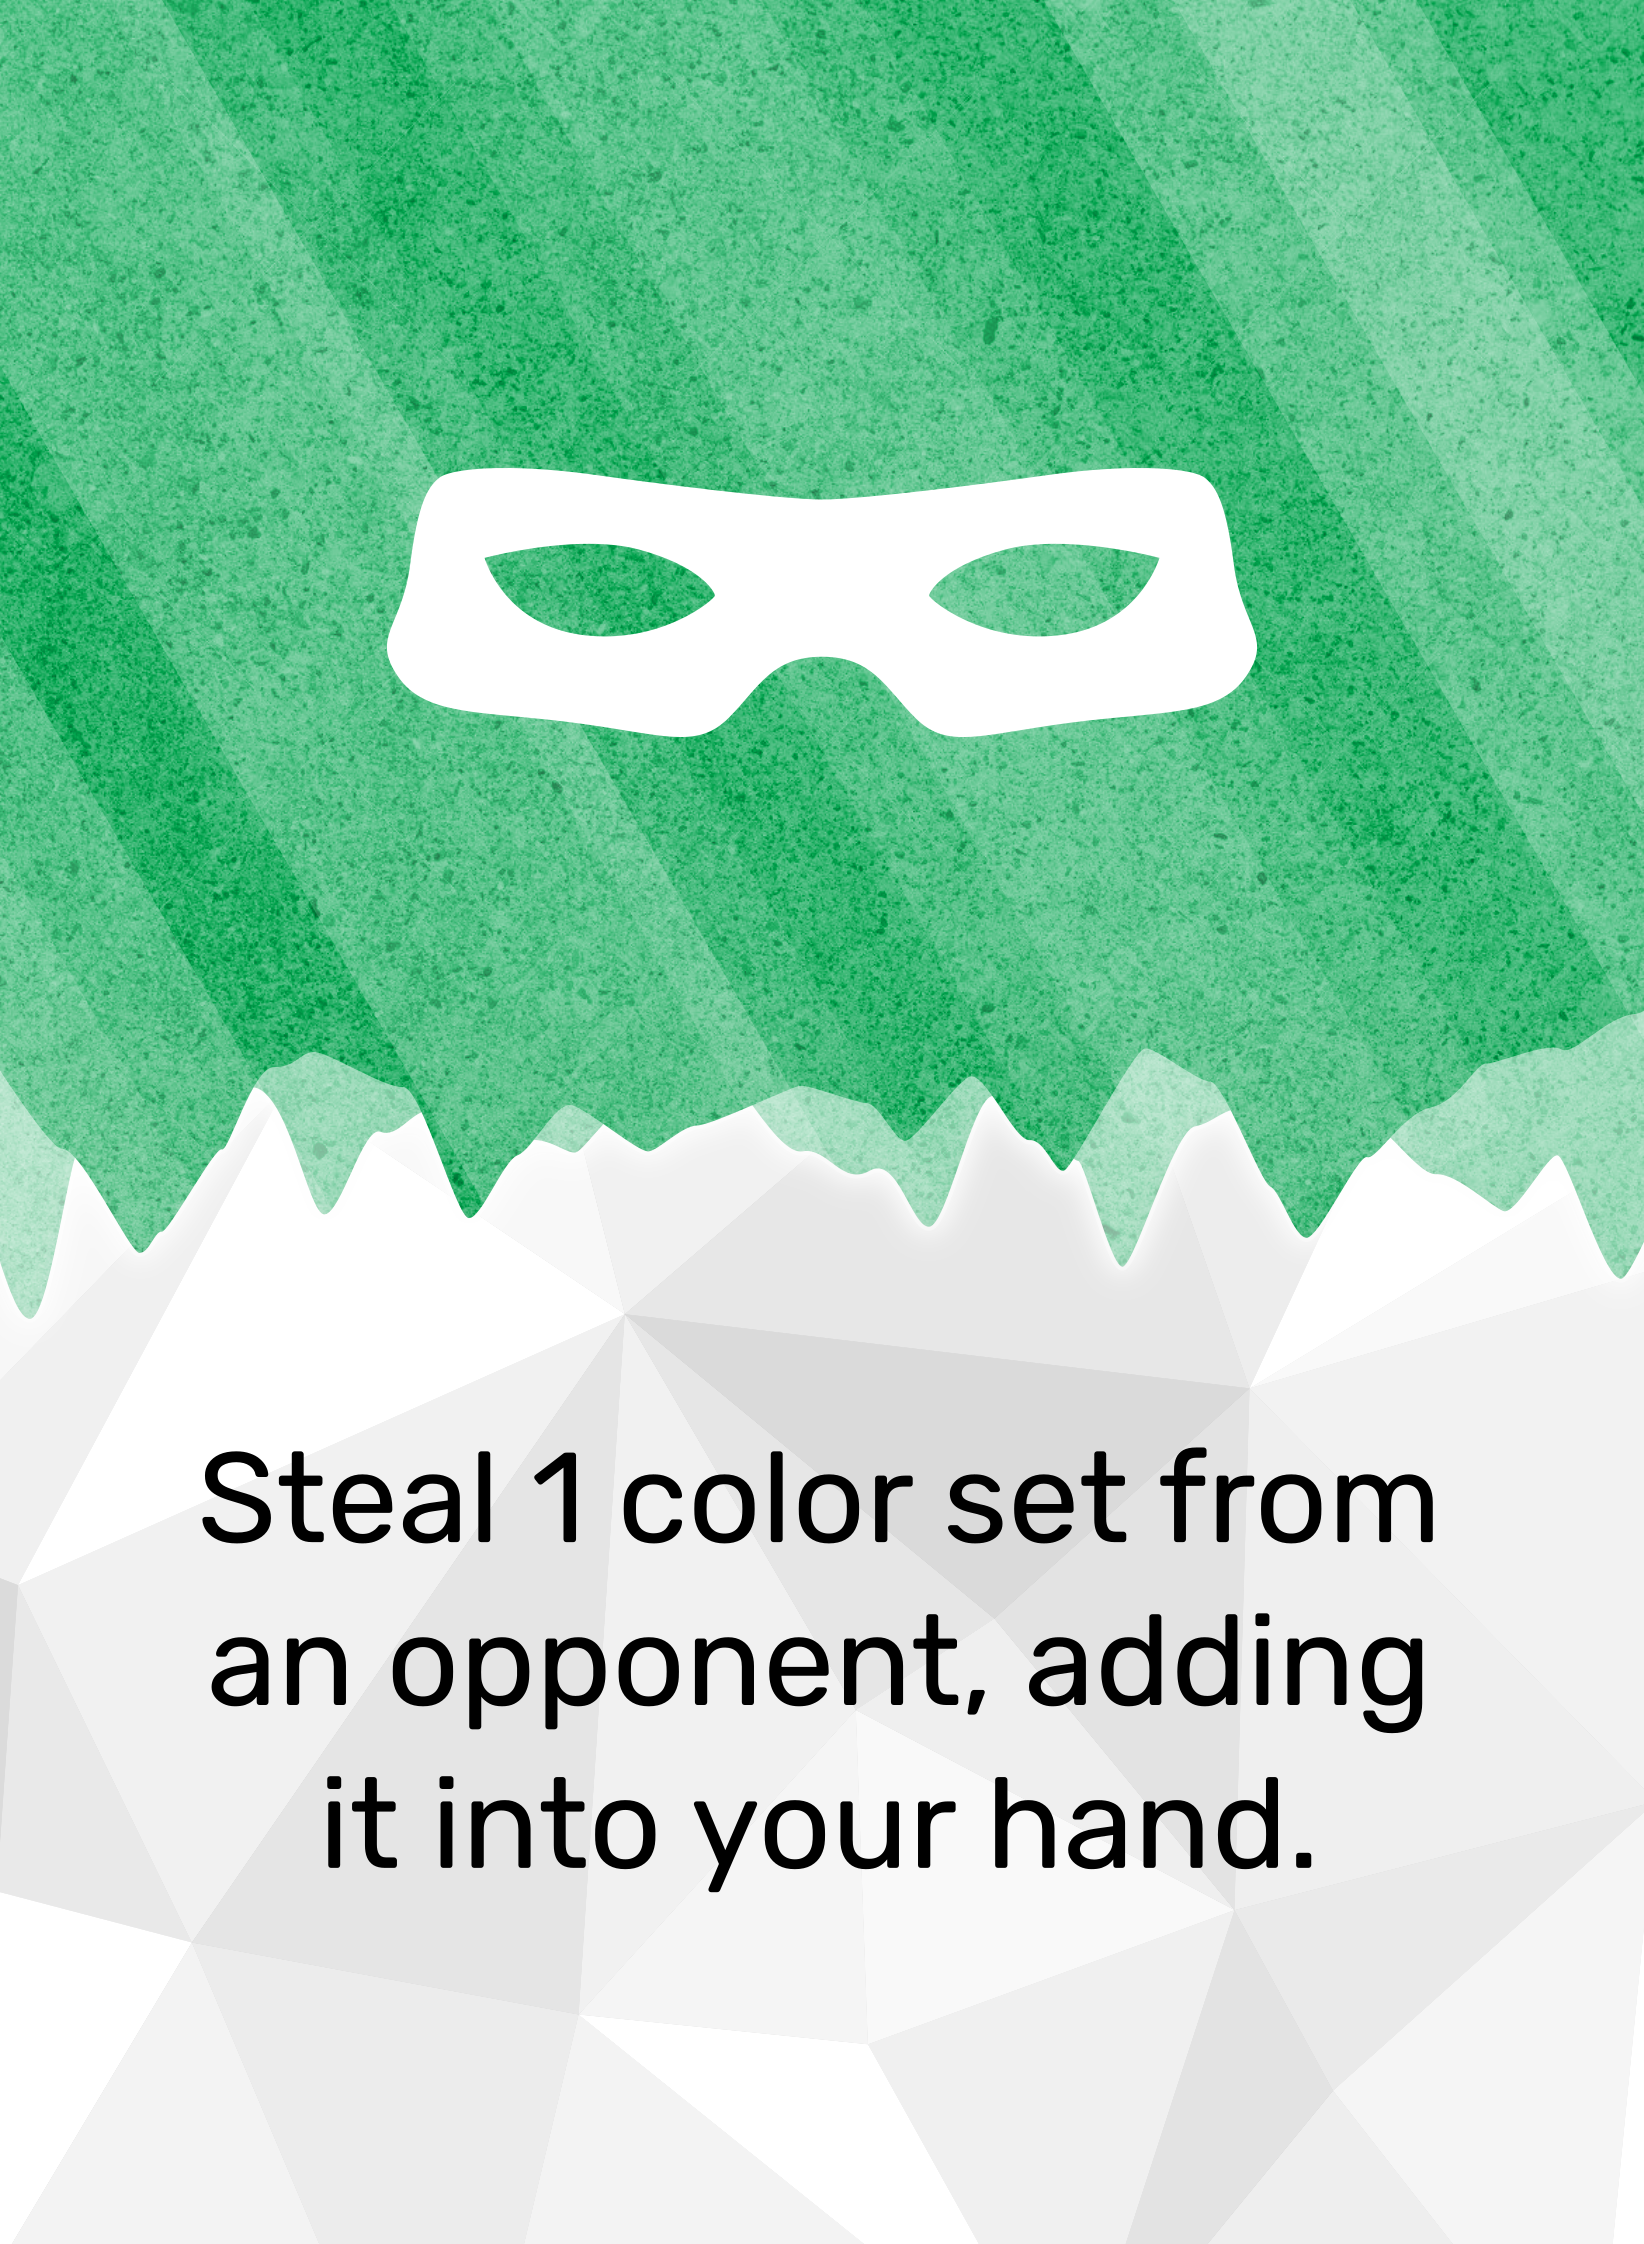 Steal 1 color set from
an opponent, adding
it into your hand.